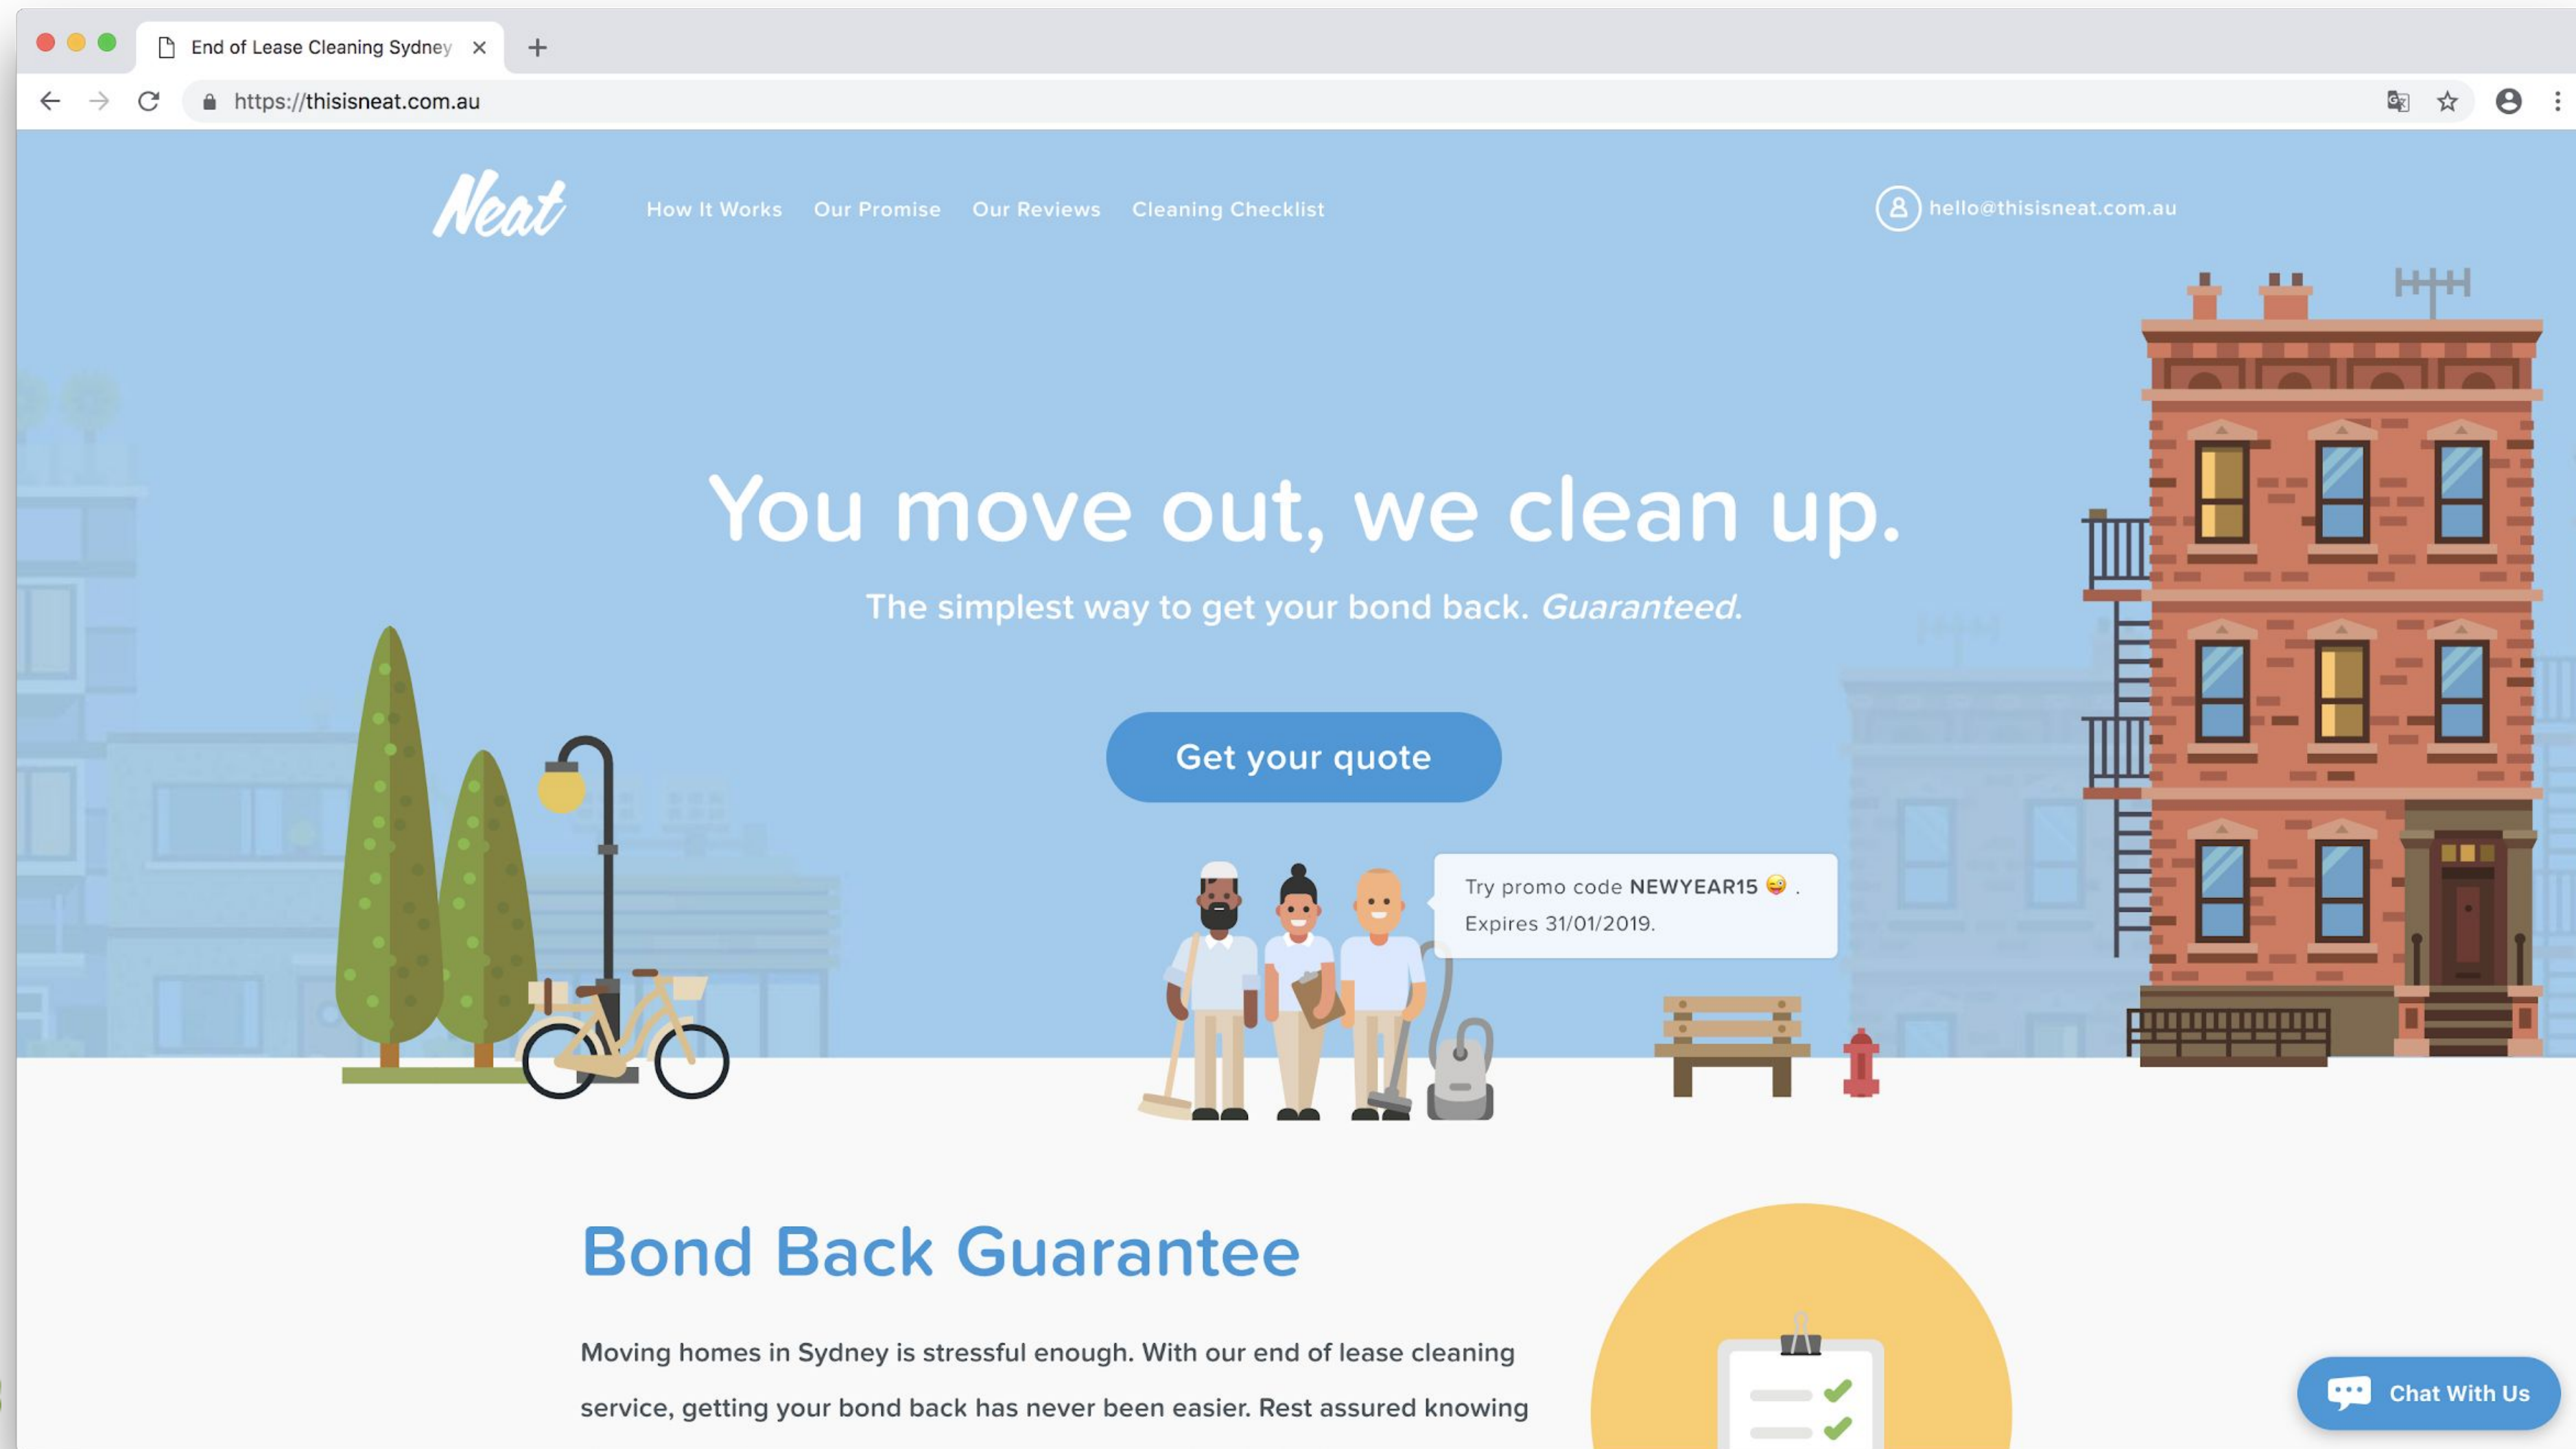 End of Lease Cleaning Sydney
https://thisisneat.com.au
Neat
How It Works
Our Promise
Our Reviews
Cleaning Checklist
hello@thisisneat.com.au
You move out, we clean up.
The simplest way to get your bond back. Guaranteed.
Get your quote
Try promo code NEWYEAR15 😜 .
Expires 31/01/2019.
Bond Back Guarantee
Moving homes in Sydney is stressful enough. With our end of lease cleaning
service, getting your bond back has never been easier. Rest assured knowing
Chat With Us